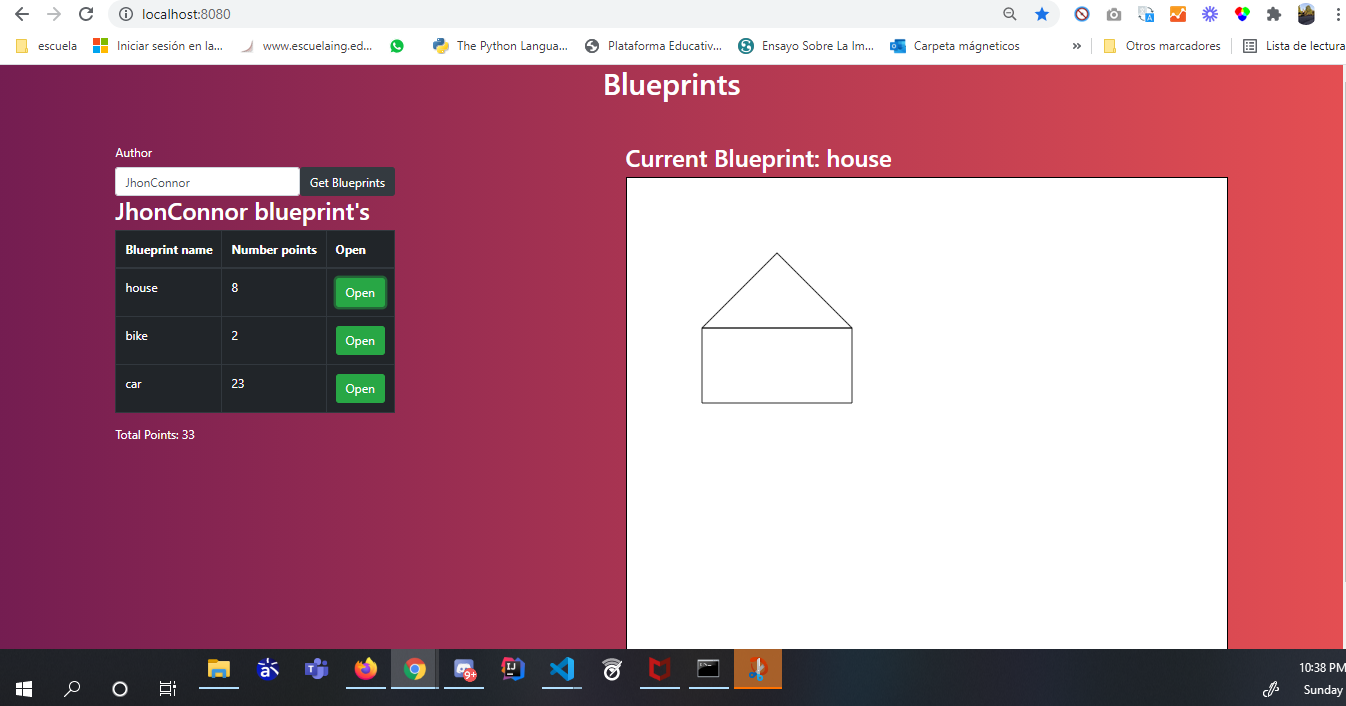 localhost:8080
escuela
Iniciar sesión en la...
www.escuelaing.ed...
The Python Langua...
Plataforma Educativ...
Ensayo Sobre La Im...
Carpeta mágneticos
»
Otros marcadores
Lista de lectura
Blueprints
Author
JhonConnor
Get Blueprints
JhonConnor blueprint's
Blueprint name Number points Open
house 8 Open
bike 2 Open
car 23 Open
Total Points: 33
Current Blueprint: house
9+
10:38 PM
Sunday